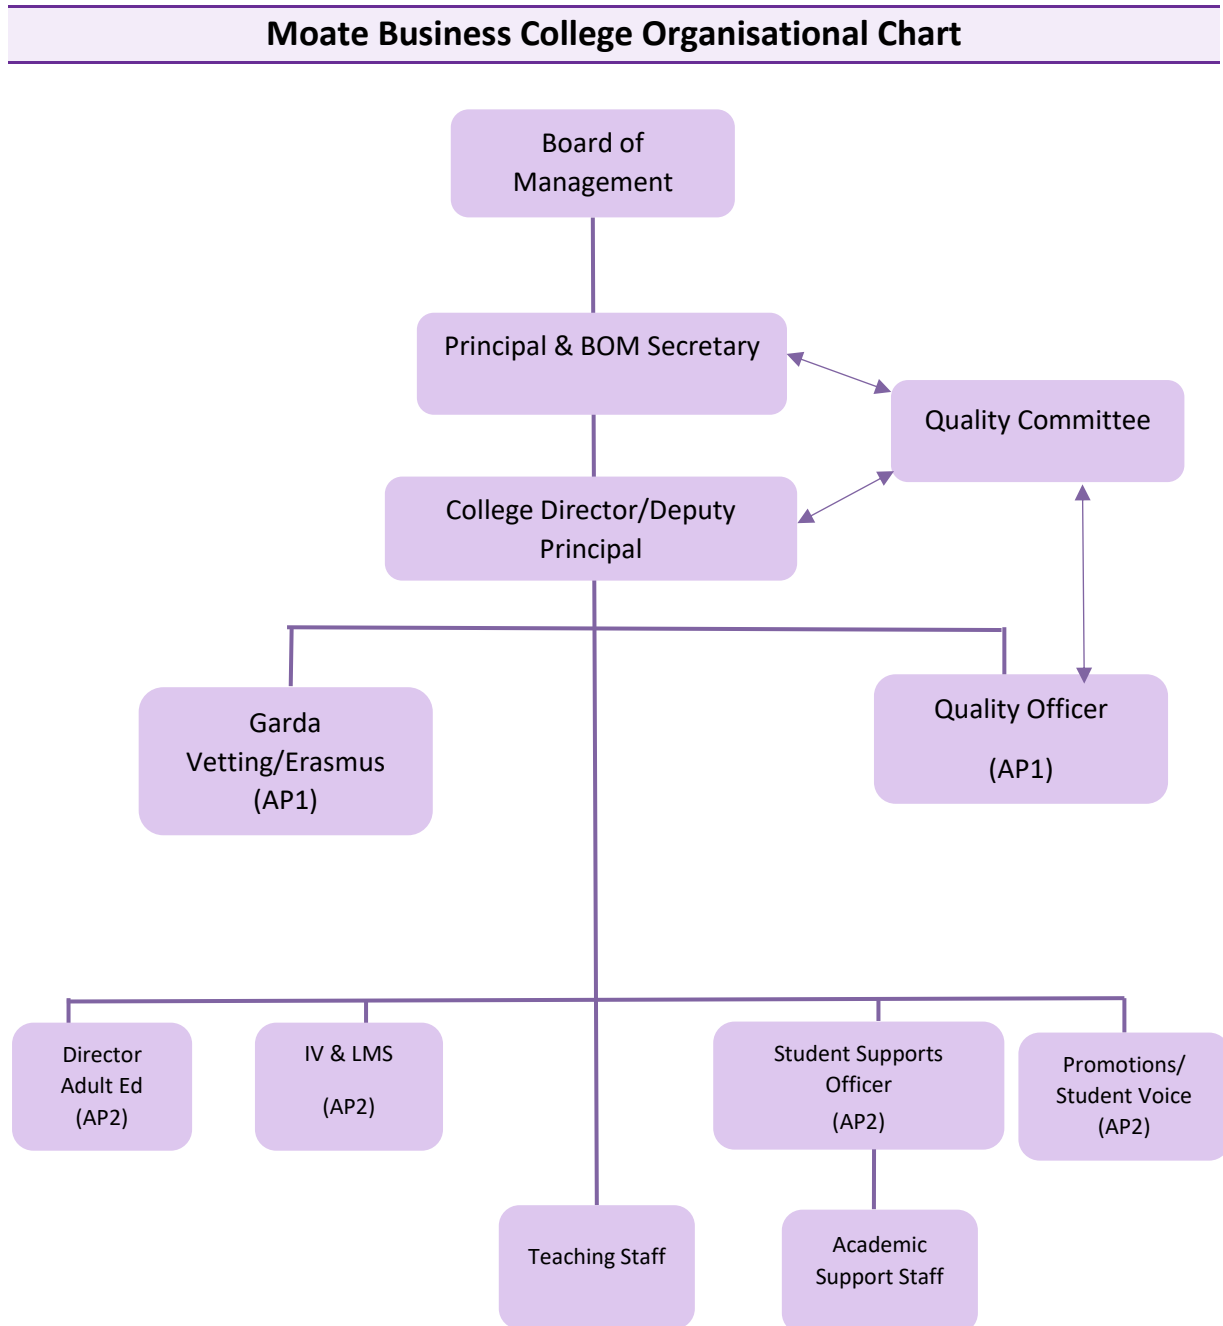 Moate Business College Organisational Chart
Board of
Management
Principal & BOM Secretary
Quality Committee
College Director/Deputy
Principal
Garda
Vetting/Erasmus
(AP1)
Quality Officer
(AP1)
Director
Adult Ed
(AP2)
IV & LMS
(AP2)
Student Supports
Officer
(AP2)
Promotions/
Student Voice
(AP2)
Teaching Staff
Academic
Support Staff